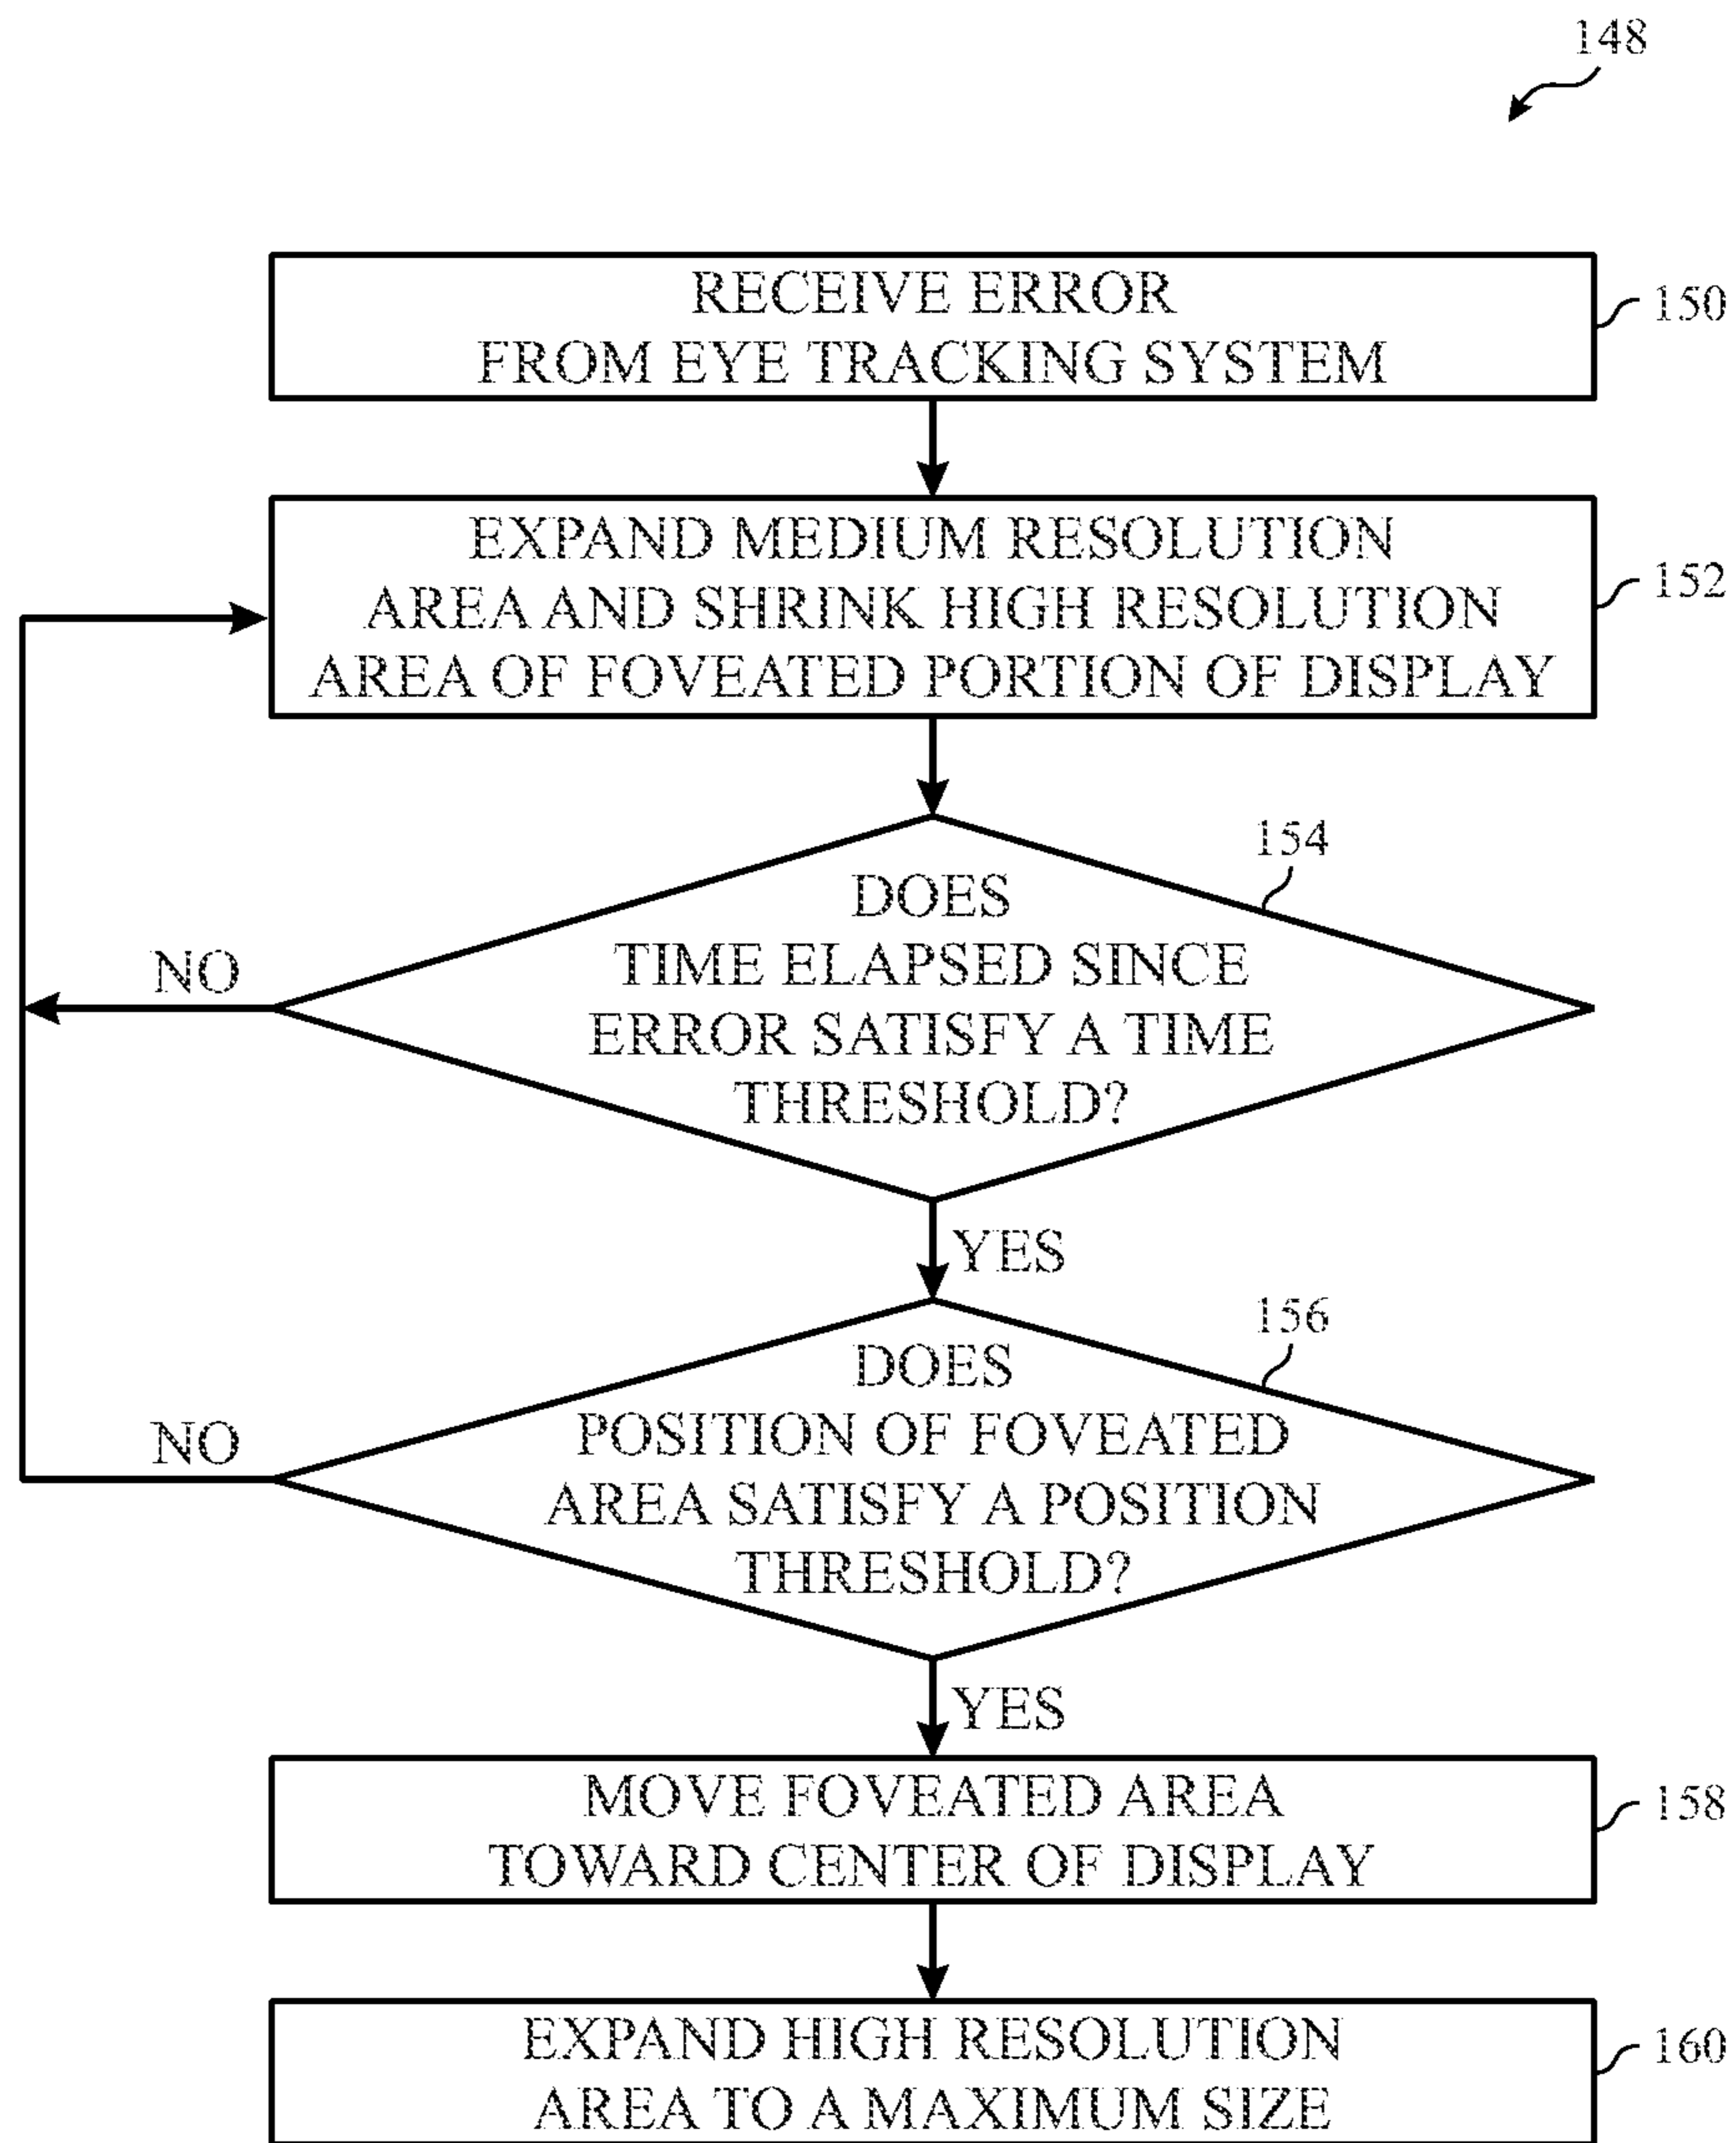 148
RECEIVE ERROR
FROM EYE TRACKING SYSTEM
150
EXPAND MEDIUM RESOLUTION
AREA AND SHRINK HIGH RESOLUTION
AREA OF FOVEATED PORTION OF DISPLAY
152
154
DOES
TIME ELAPSED SINCE
ERROR SATISFY A TIME
THRESHOLD?
NO
YES
156
DOES
POSITION OF FOVEATED
AREA SATISFY A POSITION
THRESHOLD?
NO
YES
MOVE FOVEATED AREA
TOWARD CENTER OF DISPLAY
158
EXPAND HIGH RESOLUTION
AREA TO A MAXIMUM SIZE
160